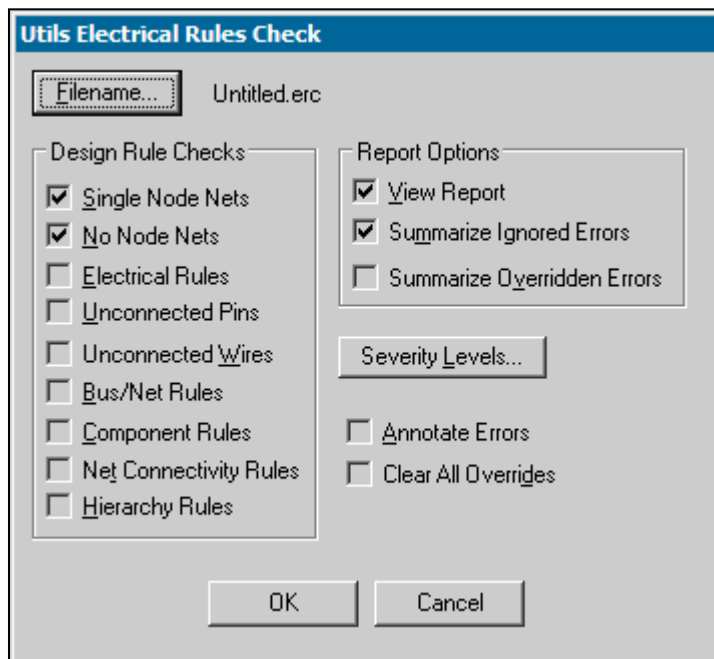 Utils Electrical Rules Check
Filename... Untitled.erc
Design Rule Checks
Single Node Nets
No Node Nets
Electrical Rules
Unconnected Pins
Unconnected Wires
Bus/Net Rules
Component Rules
Net Connectivity Rules
Hierarchy Rules
Report Options
View Report
Summarize Ignored Errors
Summarize Overridden Errors
Severity Levels...
Annotate Errors
Clear All Overrides
OK Cancel